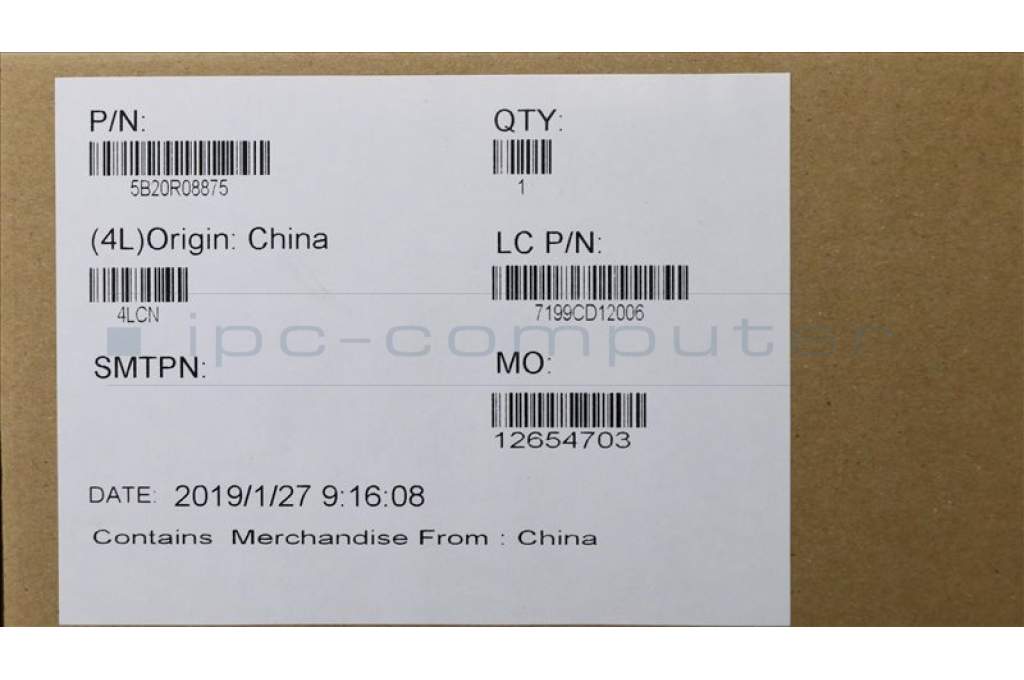 P/N:
5B20R08875
QTY:
1
(4L)Origin: China
4LCN
LC P/N:
7199CD12006
ipc-computer
SMTPN:
MO:
12654703
DATE: 2019/1/27 9:16:08
Contains Merchandise From : China